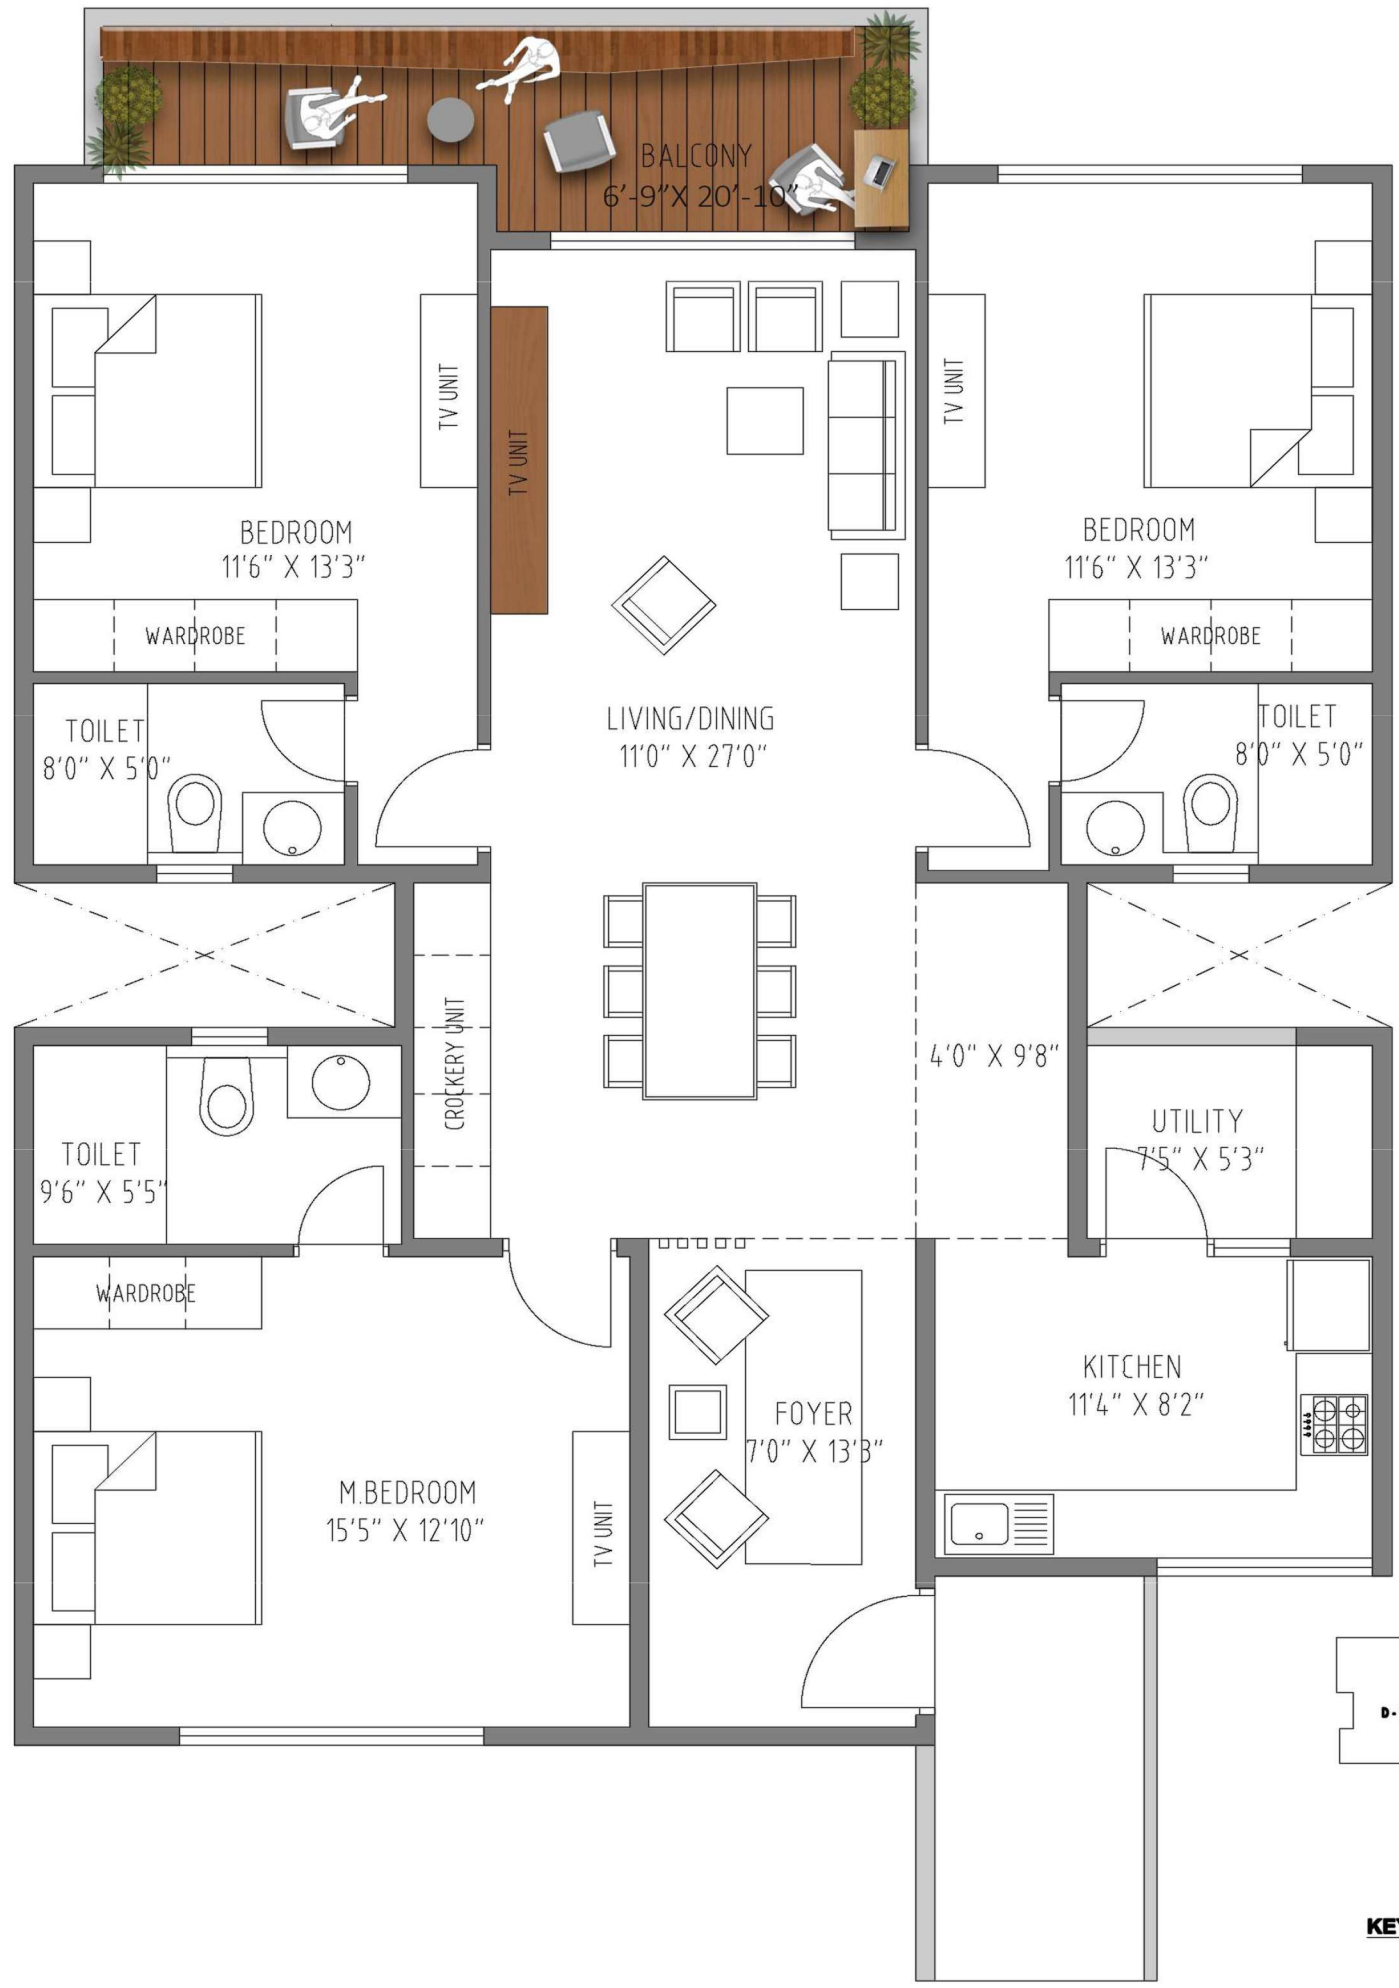 BALCONY
6'-9"X 20'-10"
TV UNIT
TV UNIT
TV UNIT
BEDROOM
11'6" X 13'3"
BEDROOM
11'6" X 13'3"
WARDROBE
WARDROBE
TOILET
8'0" X 5'0"
LIVING/DINING
11'0" X 27'0"
TOILET
8'0" X 5'0"
CROCKERY UNIT
4'0" X 9'8"
UTILITY
7'5" X 5'3"
TOILET
9'6" X 5'5"
WARDROBE
KITCHEN
11'4" X 8'2"
FOYER
7'0" X 13'3"
M.BEDROOM
15'5" X 12'10"
TV UNIT
D-
KEY